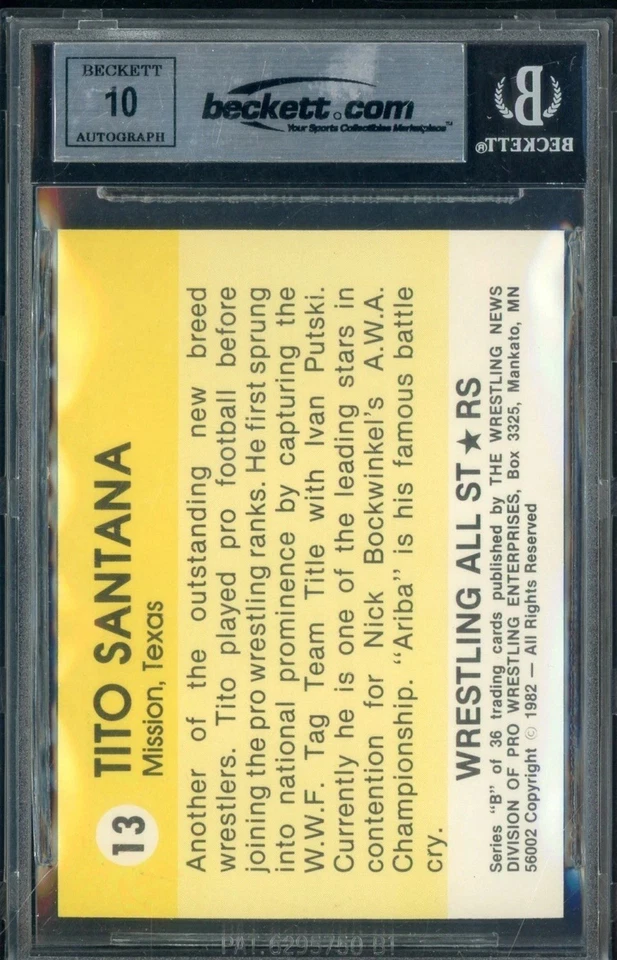 BECKETT
10
AUTOGRAPH
beckett.com
Your Sports Collectibles Marketplace™
B
BECKETT®
13
TITO SANTANA
Mission, Texas
Another of the outstanding new breed
wrestlers. Tito played pro football before
joining the pro wrestling ranks. He first sprung
into national prominence by capturing the
W.W.F. Tag Team Title with Ivan Putski.
Currently he is one of the leading stars in
contention for Nick Bockwinkel's A.W.A.
Championship. "Ariba" is his famous battle
cry.
WRESTLING ALL ST★RS
Series "B" of 36 trading cards published by THE WRESTLING NEWS
DIVISION OF PRO WRESTLING ENTERPRISES, Box 3325, Mankato, MN
56002 Copyright © 1982 — All Rights Reserved
PAT. 6295750 B1